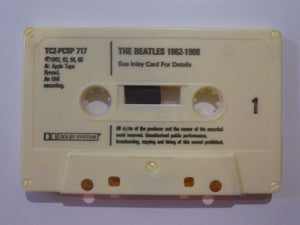 TC2-PCSP 717
THE BEATLES 1962-1966
See Inlay Card For Details
℗1962, 63, 64, 65
An Apple Tape
Record.
An EMI
recording.
1
DOLBY SYSTEM
All rights of the producer and the owner of the recorded
work reserved. Unauthorised public performance,
broadcasting, copying and hiring of this record prohibited.